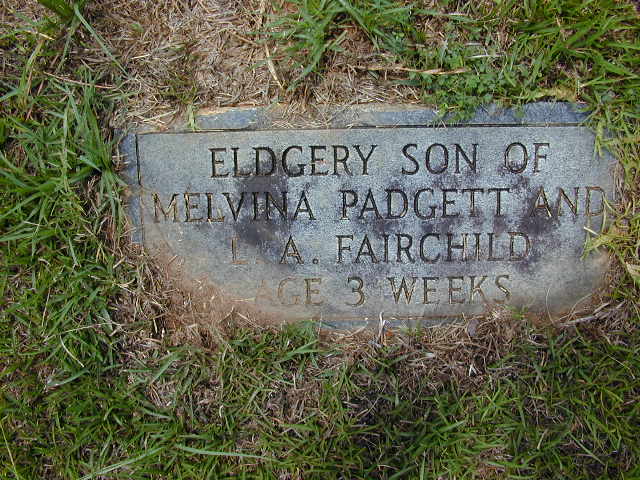 ELDGERY SON OF
MELVINA PADGETT AND
L. A. FAIRCHILD
AGE 3 WEEKS